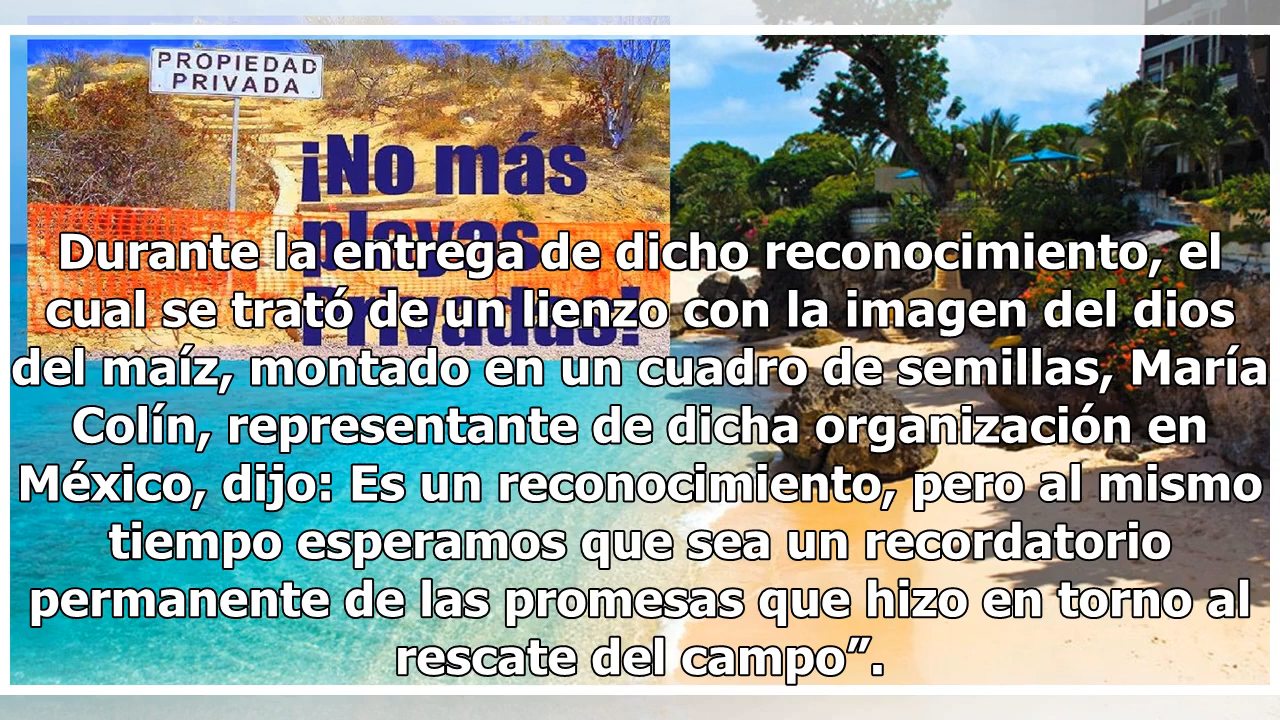 PROPIEDAD
PRIVADA
¡No más
playas
Privadas!
Durante la entrega de dicho reconocimiento, el
cual se trató de un lienzo con la imagen del dios
del maíz, montado en un cuadro de semillas, María
Colín, representante de dicha organización en
México, dijo: Es un reconocimiento, pero al mismo
tiempo esperamos que sea un recordatorio
permanente de las promesas que hizo en torno al
rescate del campo”.